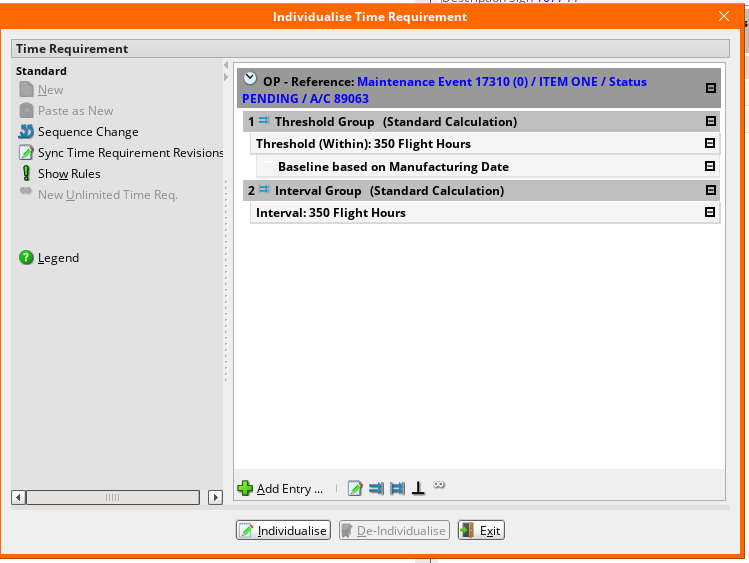 Individualise Time Requirement
Time Requirement
Standard
New
Paste as New
Sequence Change
Sync Time Requirement Revisions
Show Rules
New Unlimited Time Req.
Legend
OP - Reference: Maintenance Event 17310 (0) / ITEM ONE / Status
PENDING / A/C 89063
1 Threshold Group (Standard Calculation)
Threshold (Within): 350 Flight Hours
Baseline based on Manufacturing Date
2 Interval Group (Standard Calculation)
Interval: 350 Flight Hours
Add Entry ...
Individualise De-Individualise Exit